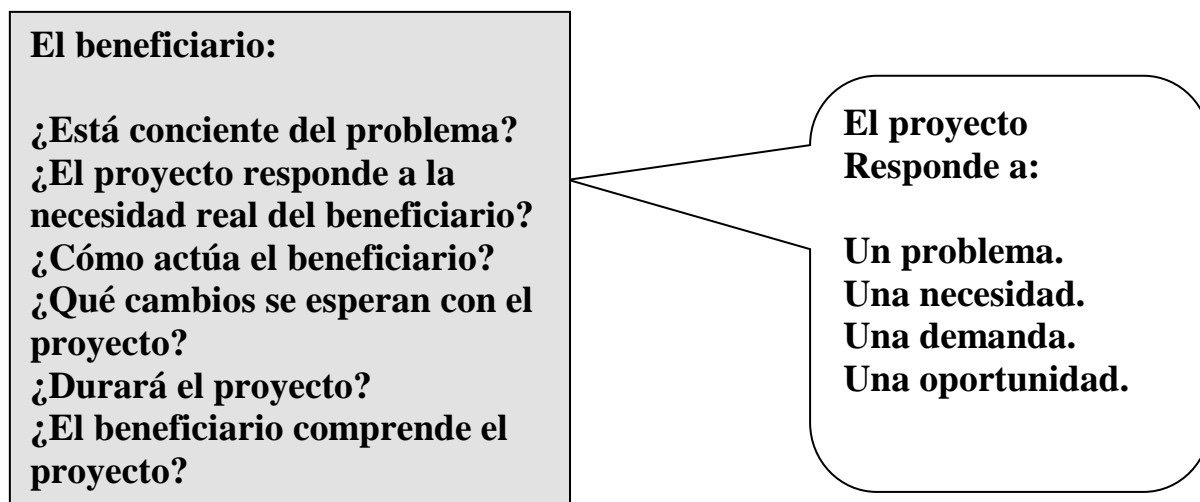 El beneficiario:
¿Está conciente del problema?
¿El proyecto responde a la
necesidad real del beneficiario?
¿Cómo actúa el beneficiario?
¿Qué cambios se esperan con el
proyecto?
¿Durará el proyecto?
¿El beneficiario comprende el
proyecto?
El proyecto
Responde a:
Un problema.
Una necesidad.
Una demanda.
Una oportunidad.